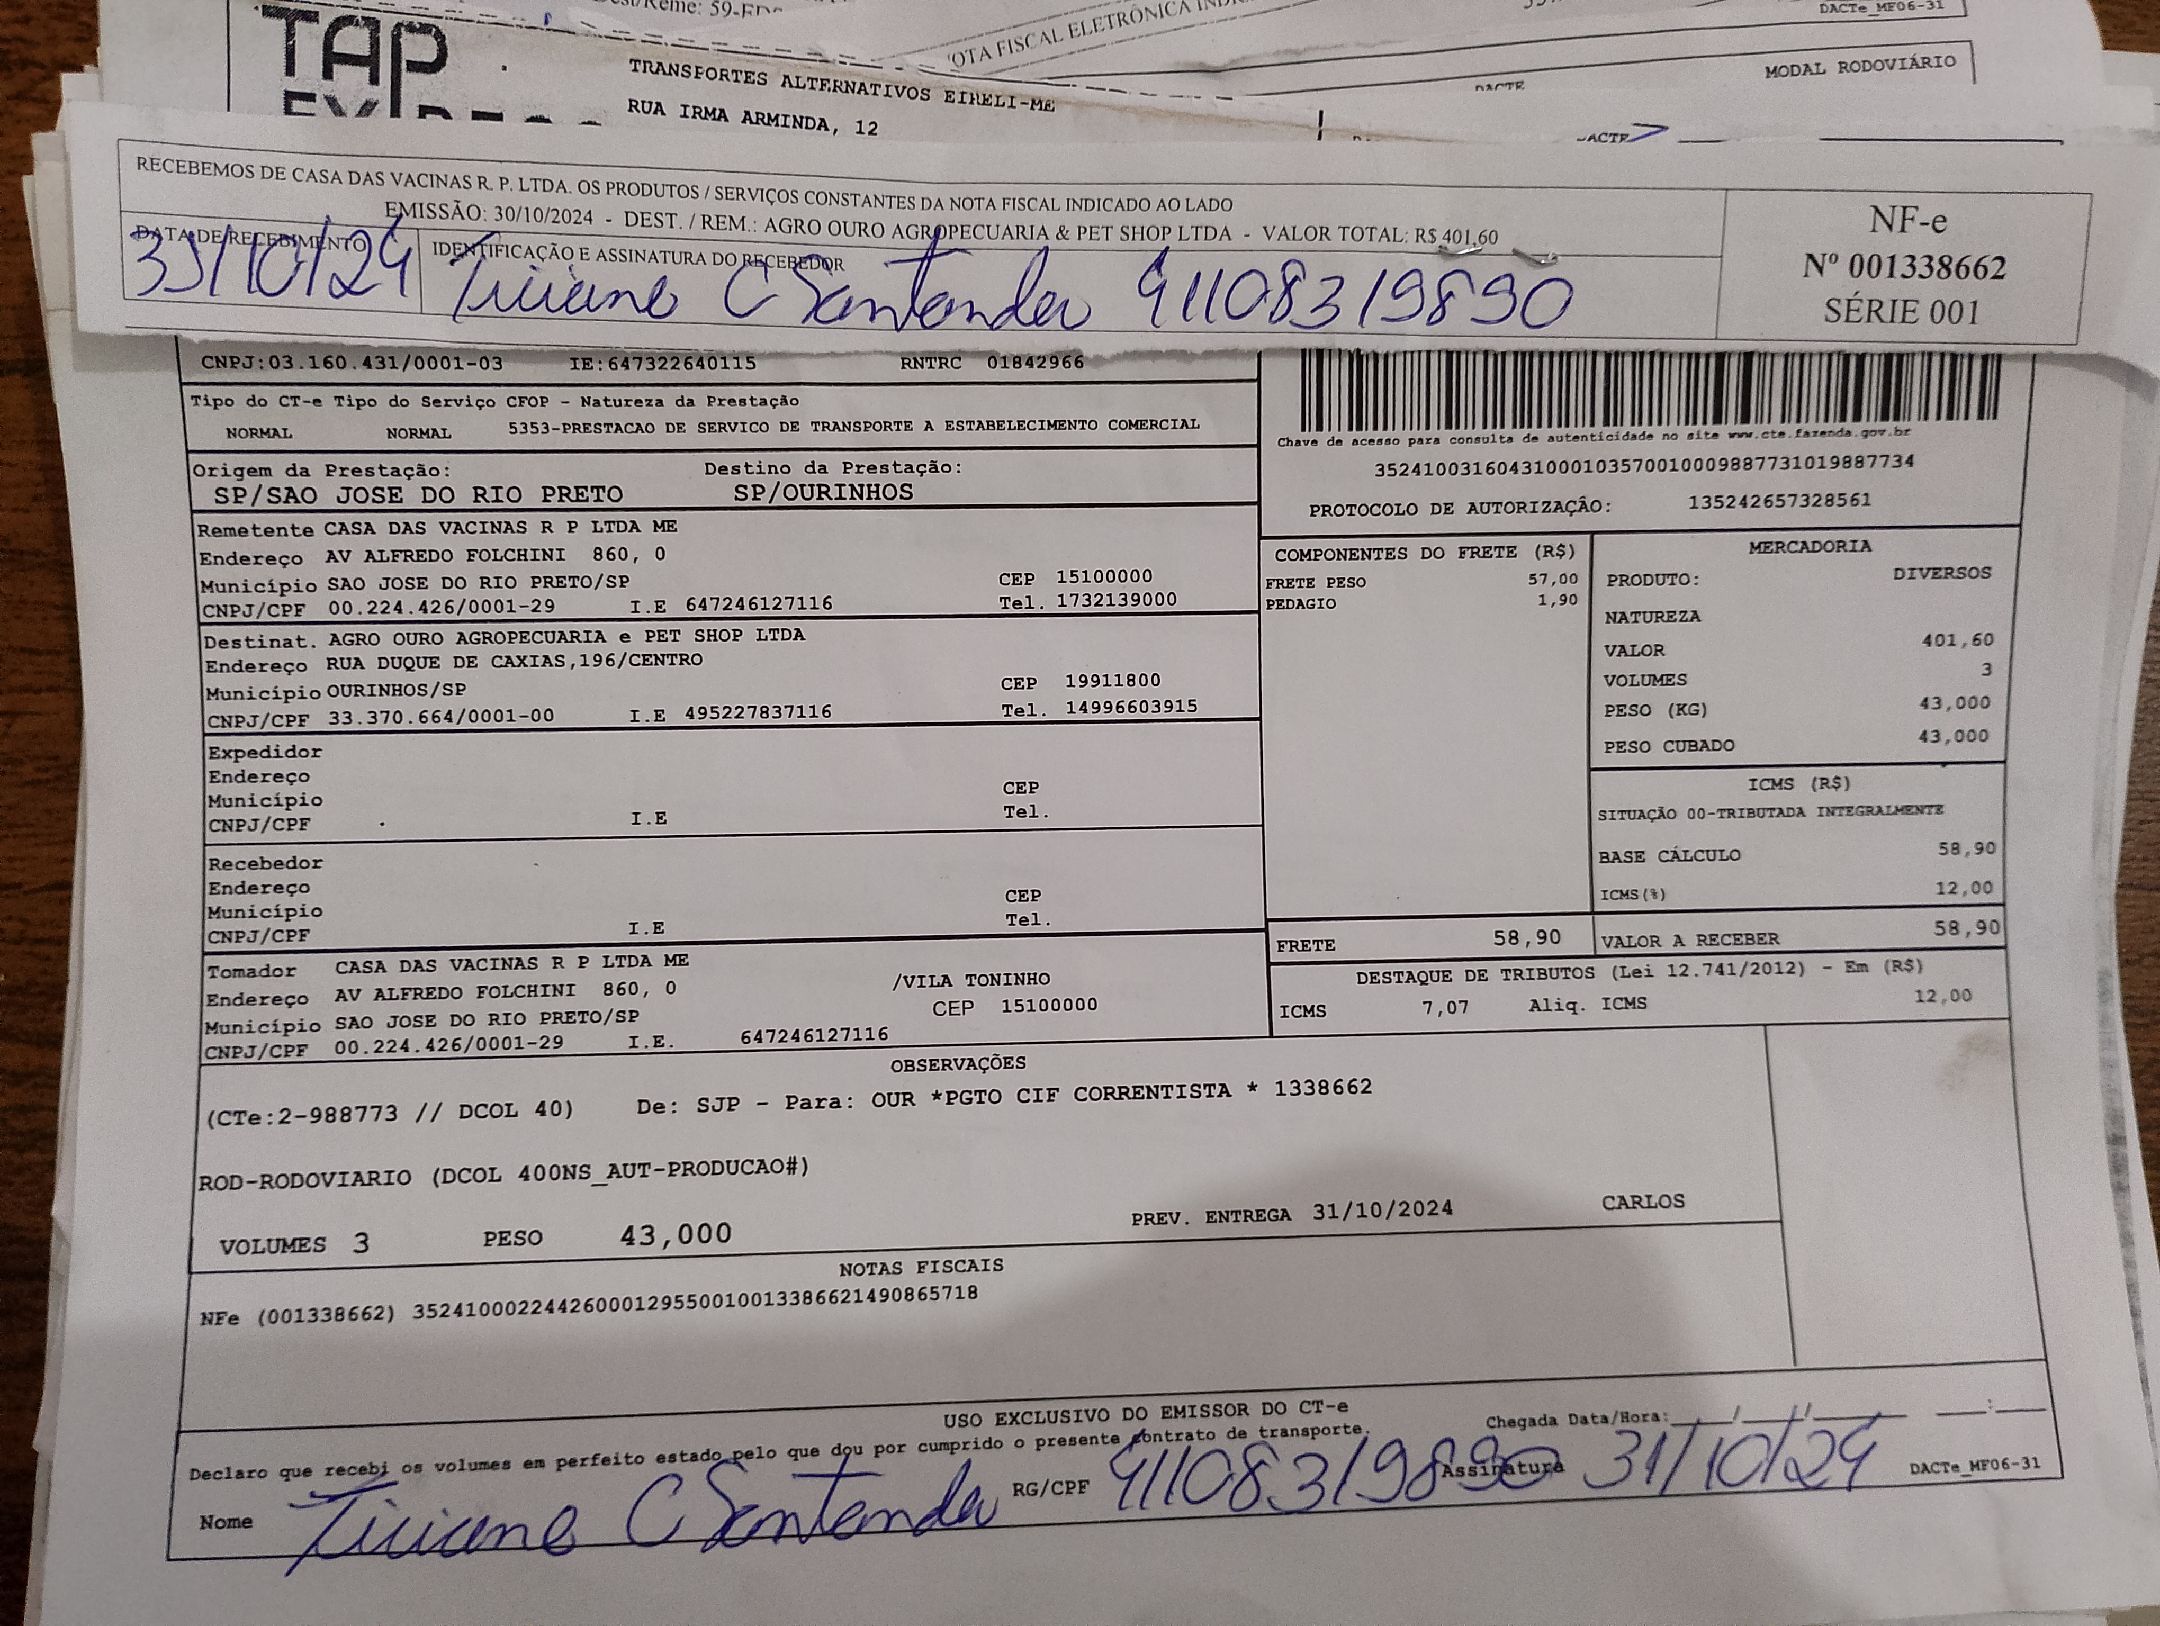 TAP
TRANSPORTES ALTERNATIVOS EIRELI-ME
RUA IRMA ARMINDA, 12
NOTA FISCAL ELETRÔNICA
DACTe_MF06-31
MODAL RODOVIÁRIO
DACTE
RECEBEMOS DE CASA DAS VACINAS R. P. LTDA. OS PRODUTOS / SERVIÇOS CONSTANTES DA NOTA FISCAL INDICADO AO LADO
EMISSÃO: 30/10/2024 - DEST. / REM.: AGRO OURO AGROPECUARIA & PET SHOP LTDA - VALOR TOTAL: R$ 401,60
DATA DE RECEBIMENTO
31/10/24
IDENTIFICAÇÃO E ASSINATURA DO RECEBEDOR
Ticiane C Santander 41108319890
NF-e
Nº 001338662
SÉRIE 001
CNPJ:03.160.431/0001-03 IE:647322640115 RNTRC 01842966
Tipo do CT-e Tipo do Serviço CFOP - Natureza da Prestação
NORMAL NORMAL 5353-PRESTACAO DE SERVICO DE TRANSPORTE A ESTABELECIMENTO COMERCIAL
Chave de acesso para consulta de autenticidade no site www.cte.fazenda.gov.br
35241003160431000103570010009887731019887734
PROTOCOLO DE AUTORIZAÇÂO: 135242657328561
Origem da Prestação: Destino da Prestação:
SP/SAO JOSE DO RIO PRETO SP/OURINHOS
Remetente CASA DAS VACINAS R P LTDA ME
Endereço AV ALFREDO FOLCHINI 860, 0
Município SAO JOSE DO RIO PRETO/SP CEP 15100000
CNPJ/CPF 00.224.426/0001-29 I.E 647246127116 Tel. 1732139000
Destinat. AGRO OURO AGROPECUARIA e PET SHOP LTDA
Endereço RUA DUQUE DE CAXIAS,196/CENTRO
Município OURINHOS/SP CEP 19911800
CNPJ/CPF 33.370.664/0001-00 I.E 495227837116 Tel. 14996603915
Expedidor
Endereço
Município CEP
CNPJ/CPF I.E Tel.
Recebedor
Endereço
Município CEP
CNPJ/CPF I.E Tel.
Tomador CASA DAS VACINAS R P LTDA ME
Endereço AV ALFREDO FOLCHINI 860, 0 /VILA TONINHO
Município SAO JOSE DO RIO PRETO/SP CEP 15100000
CNPJ/CPF 00.224.426/0001-29 I.E. 647246127116
COMPONENTES DO FRETE (R$)
FRETE PESO 57,00
PEDAGIO 1,90
MERCADORIA
PRODUTO: DIVERSOS
NATUREZA
VALOR 401,60
VOLUMES 3
PESO (KG) 43,000
PESO CUBADO 43,000
ICMS (R$)
SITUAÇÃO 00-TRIBUTADA INTEGRALMENTE
BASE CÁLCULO 58,90
ICMS(%) 12,00
FRETE 58,90 VALOR A RECEBER 58,90
DESTAQUE DE TRIBUTOS (Lei 12.741/2012) - Em (R$)
ICMS 7,07 Aliq. ICMS 12,00
OBSERVAÇÕES
(CTe:2-988773 // DCOL 40) De: SJP - Para: OUR *PGTO CIF CORRENTISTA * 1338662
ROD-RODOVIARIO (DCOL 400NS_AUT-PRODUCAO#)
VOLUMES 3 PESO 43,000 PREV. ENTREGA 31/10/2024 CARLOS
NOTAS FISCAIS
NFe (001338662) 35241000224426000129550010013386621490865718
USO EXCLUSIVO DO EMISSOR DO CT-e
Declaro que recebi os volumes em perfeito estado pelo que dou por cumprido o presente contrato de transporte.
Chegada Data/Hora:___/___/___ ___:___
Nome Ticiane C Santander RG/CPF 41108319890 Assinatura 31/10/24
DACTe_MF06-31